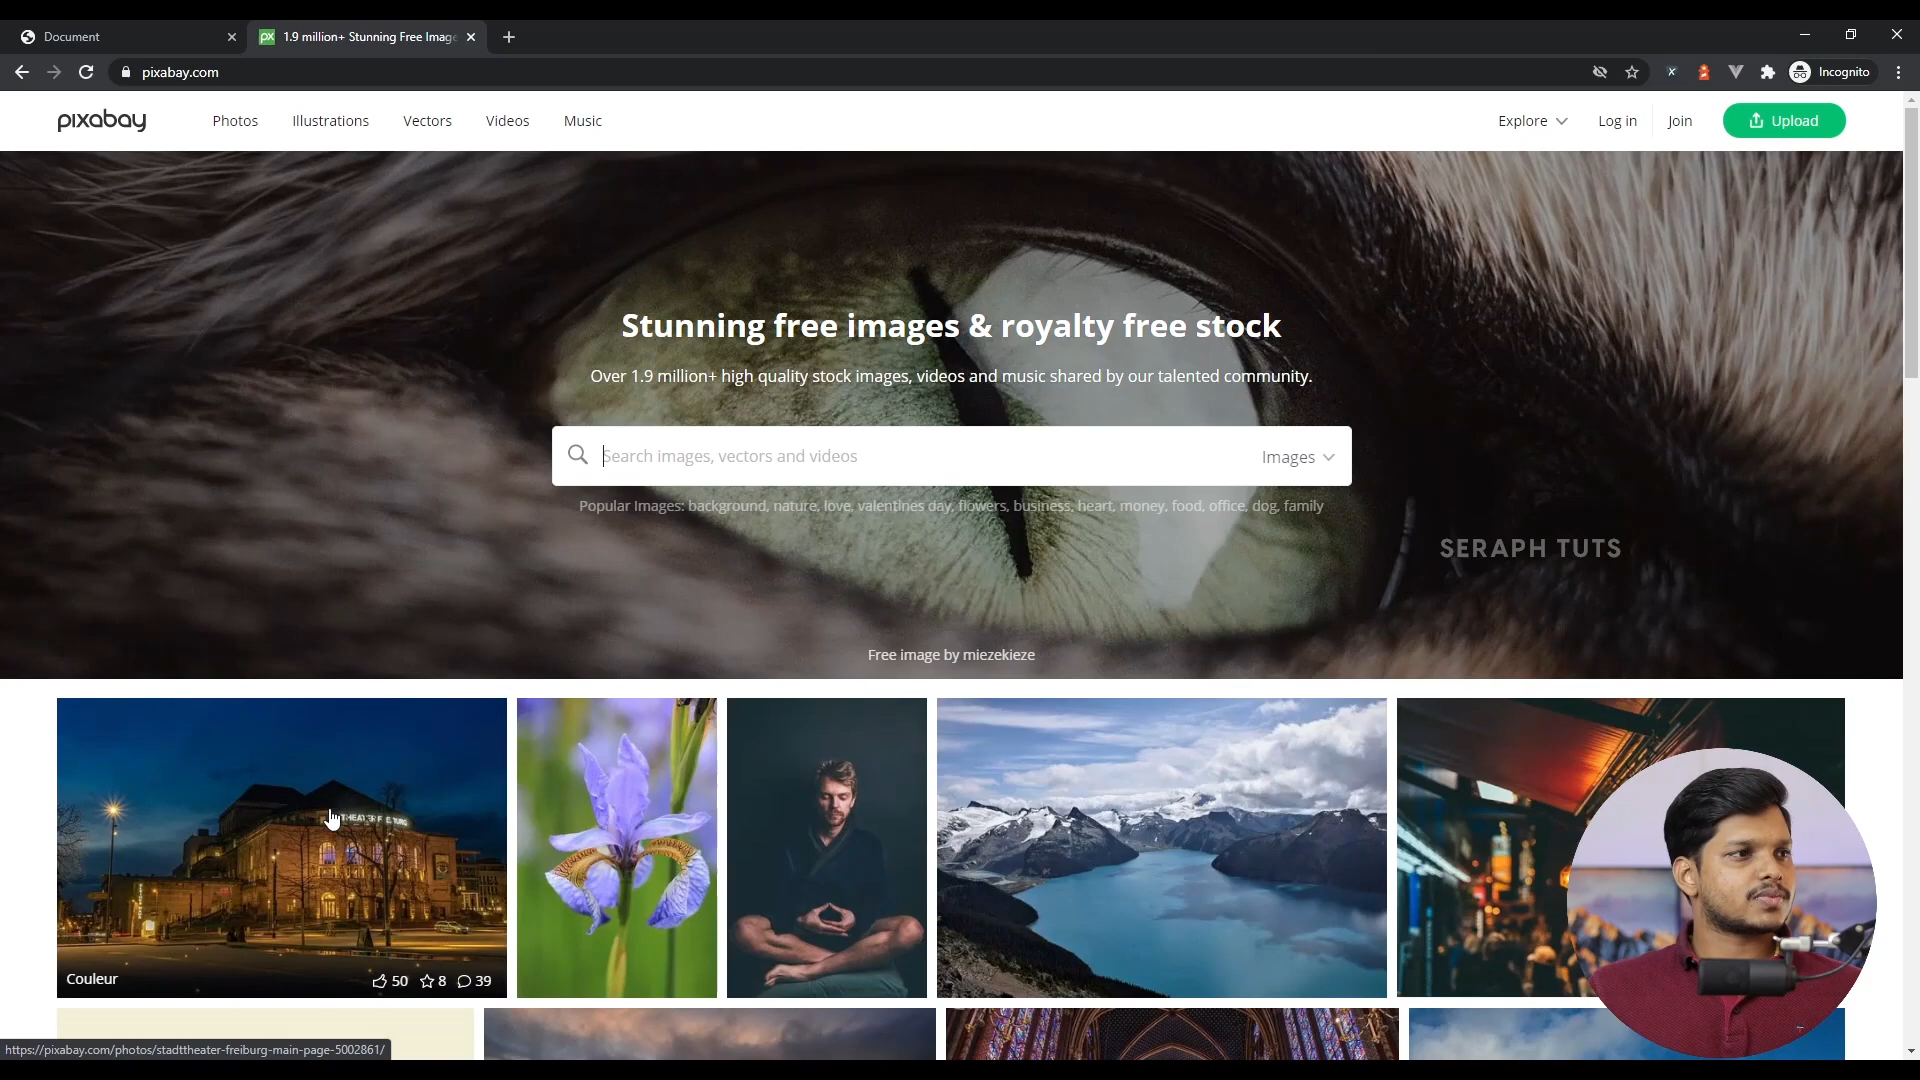 Document
1.9 million+ Stunning Free Image
pixabay.com
Incognito
pixabay
Photos
Illustrations
Vectors
Videos
Music
Explore
Log in
Join
Upload
Stunning free images & royalty free stock
Over 1.9 million+ high quality stock images, videos and music shared by our talented community.
Search images, vectors and videos
Images
Popular Images: background, nature, love, valentines day, flowers, business, heart, money, food, office, dog, family
SERAPH TUTS
Free image by miezekieze
THEATER FREIBURG
Couleur
50
8
39
https://pixabay.com/photos/stadttheater-freiburg-main-page-5002861/